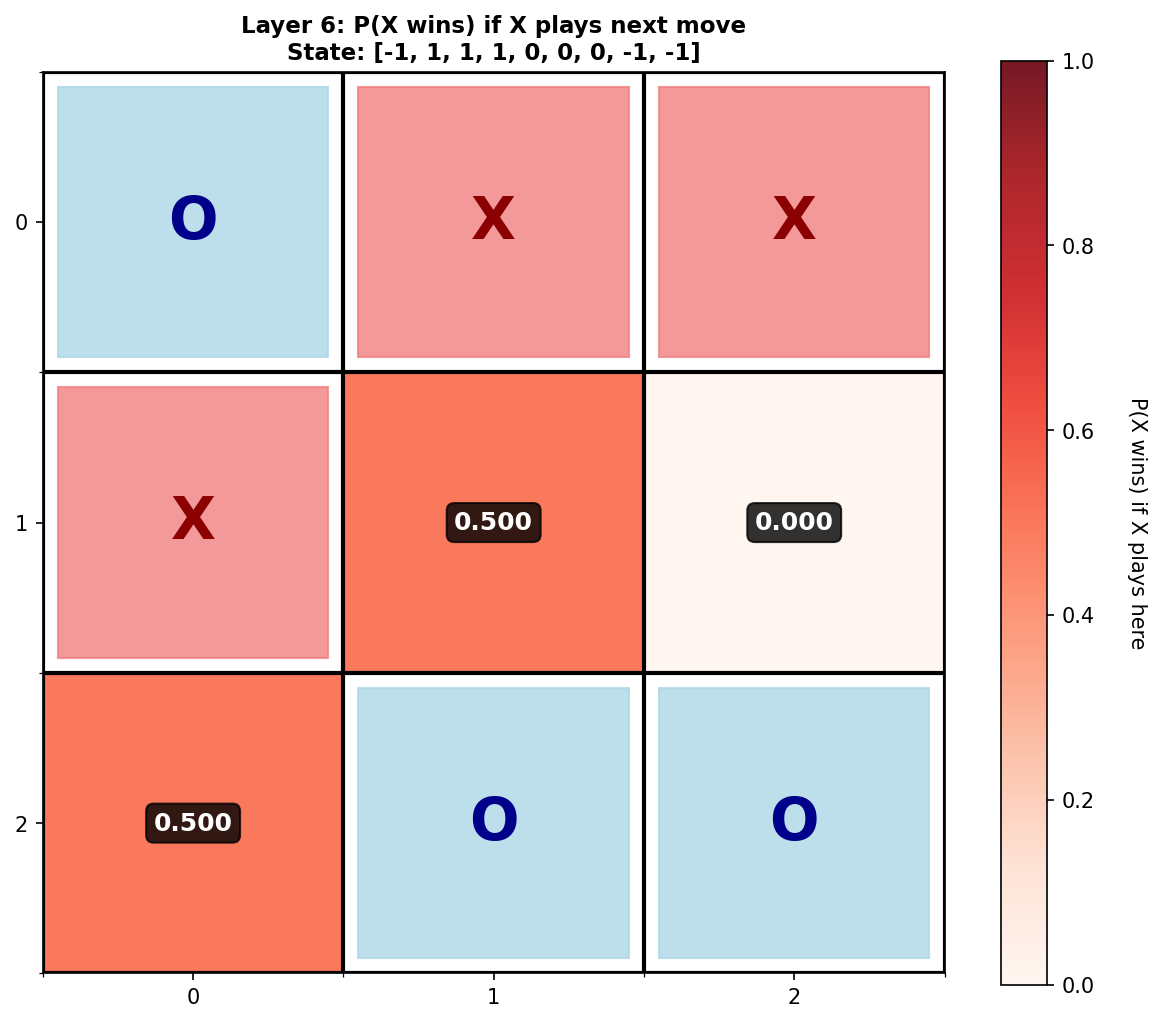 Layer 6: P(X wins) if X plays next move
State: [-1, 1, 1, 1, 0, 0, 0, -1, -1]
0
O
X
X
1
X
0.500
0.000
2
0.500
O
O
0
1
2
1.0
0.8
0.6
0.4
0.2
0.0
P(X wins) if X plays here